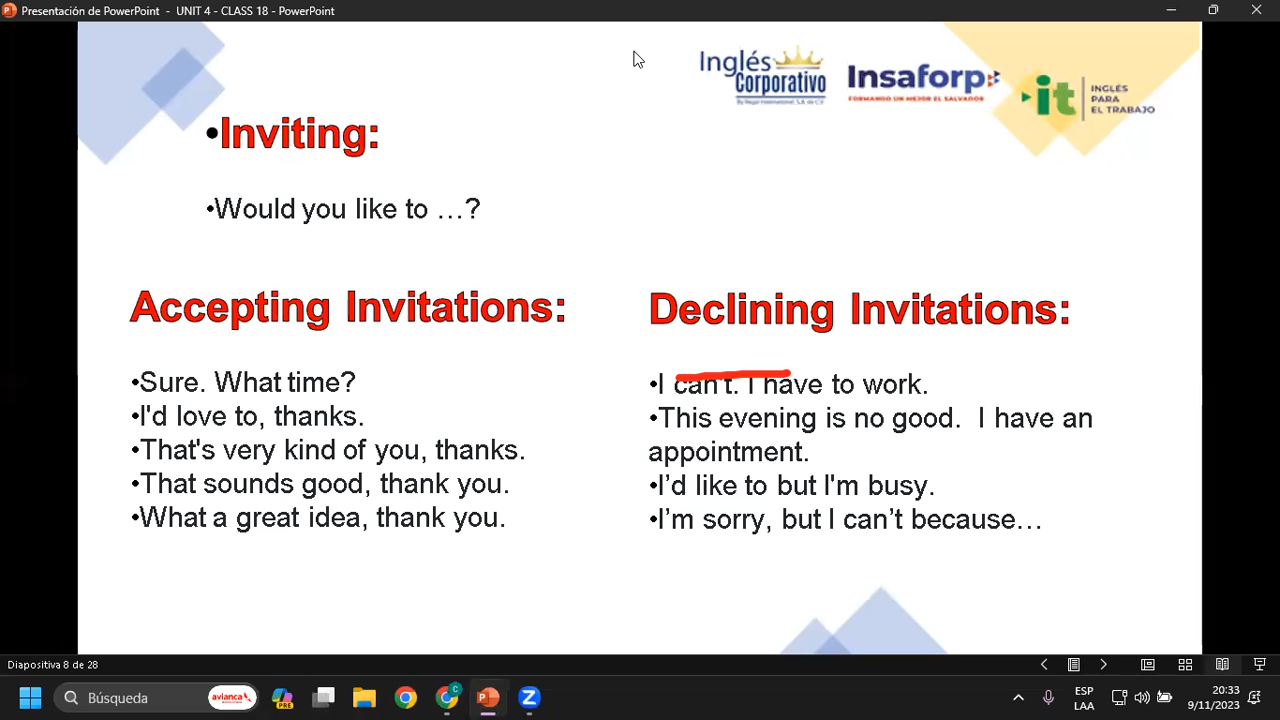 Presentación de PowerPoint - UNIT 4 - CLASS 18 - PowerPoint
Inglés
Corporativo
Insaforp
FORMANDO UN MEJOR EL SALVADOR
it
INGLÉS
PARA
EL TRABAJO
•Inviting:
•Would you like to …?
Accepting Invitations:
•Sure. What time?
•I'd love to, thanks.
•That's very kind of you, thanks.
•That sounds good, thank you.
•What a great idea, thank you.
Declining Invitations:
•I can't. I have to work.
•This evening is no good.  I have an
appointment.
•I’d like to but I'm busy.
•I’m sorry, but I can’t because…
Diapositiva 8 de 28
Búsqueda
avianca
PRE
C
ESP
LAA
20:33
9/11/2023